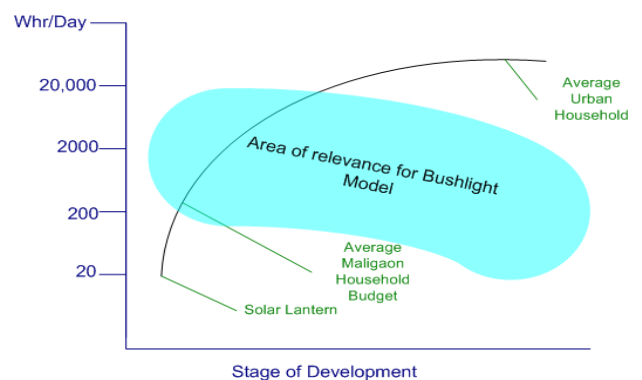 Whr/Day
20,000
2000
200
20
Area of relevance for Bushlight
Model
Average
Urban
Household
Average
Maligaon
Household
Budget
Solar Lantern
Stage of Development